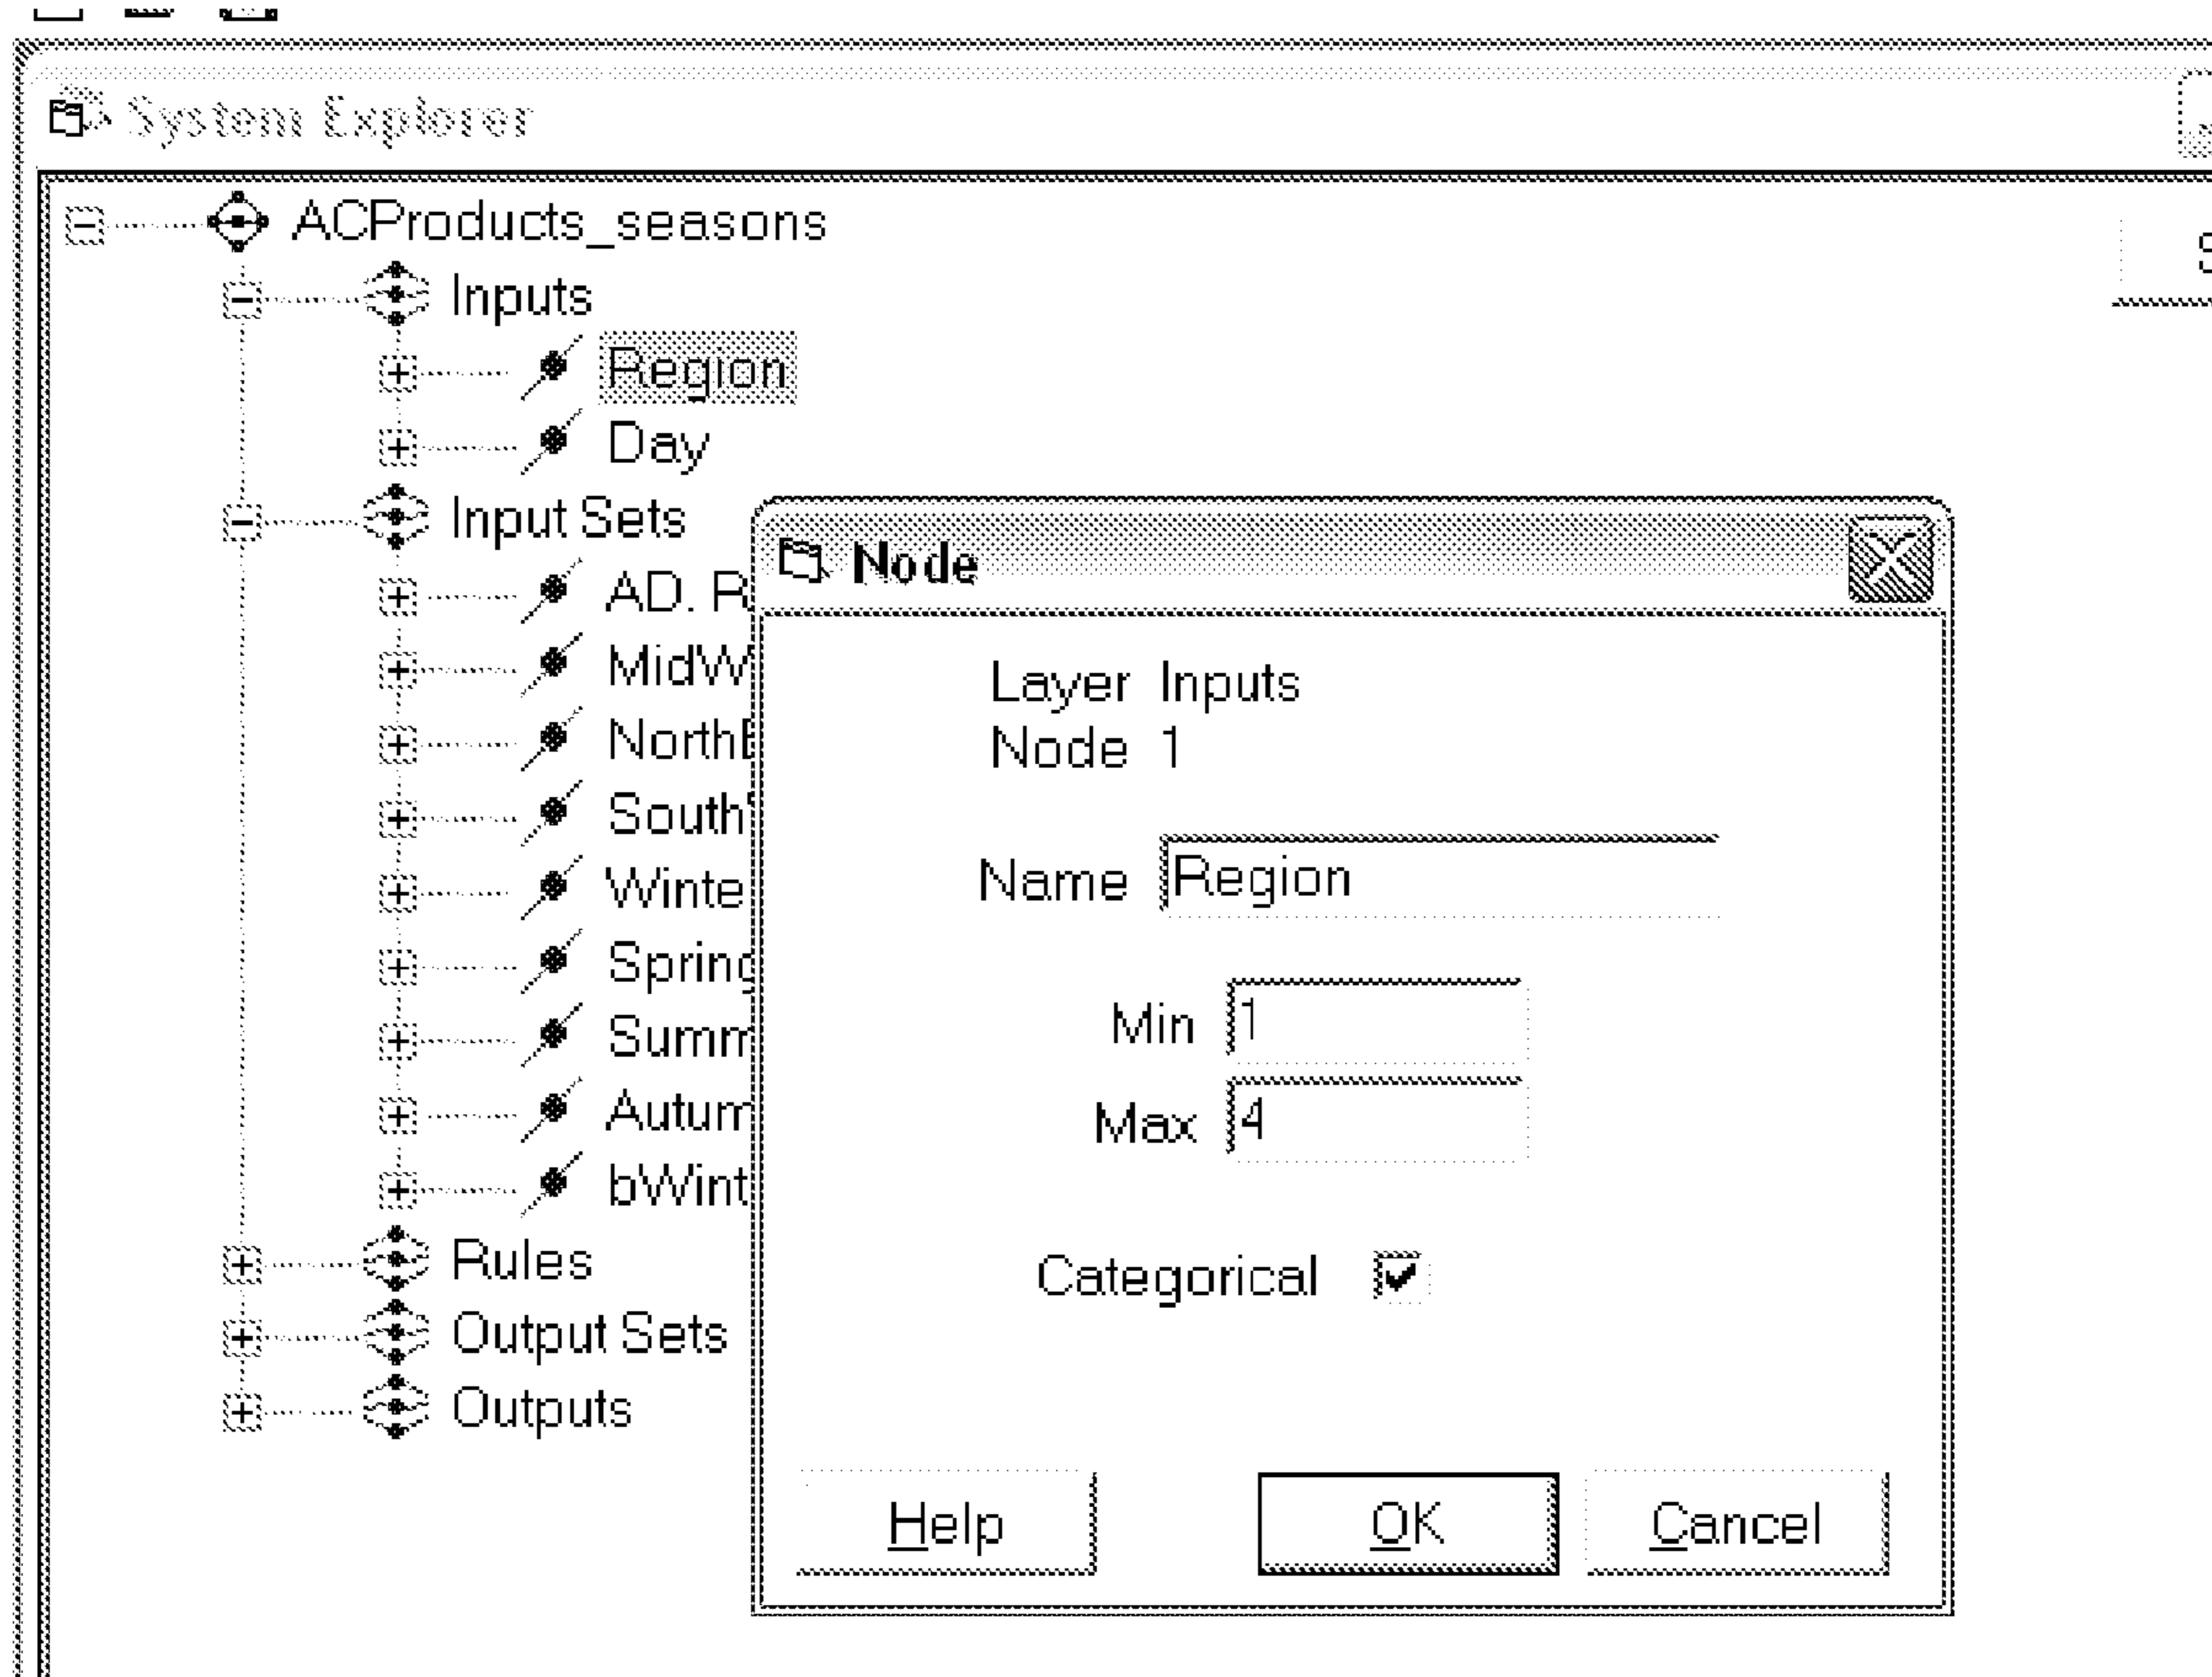 System Explorer
ACProducts_seasons
Inputs
Region
Day
Input Sets
AD. R
MidW
North
South
Winte
Spring
Summ
Autum
bWint
Rules
Output Sets
Outputs
Node
Layer Inputs
Node 1
Name Region
Min 1
Max 4
Categorical
Help
OK
Cancel